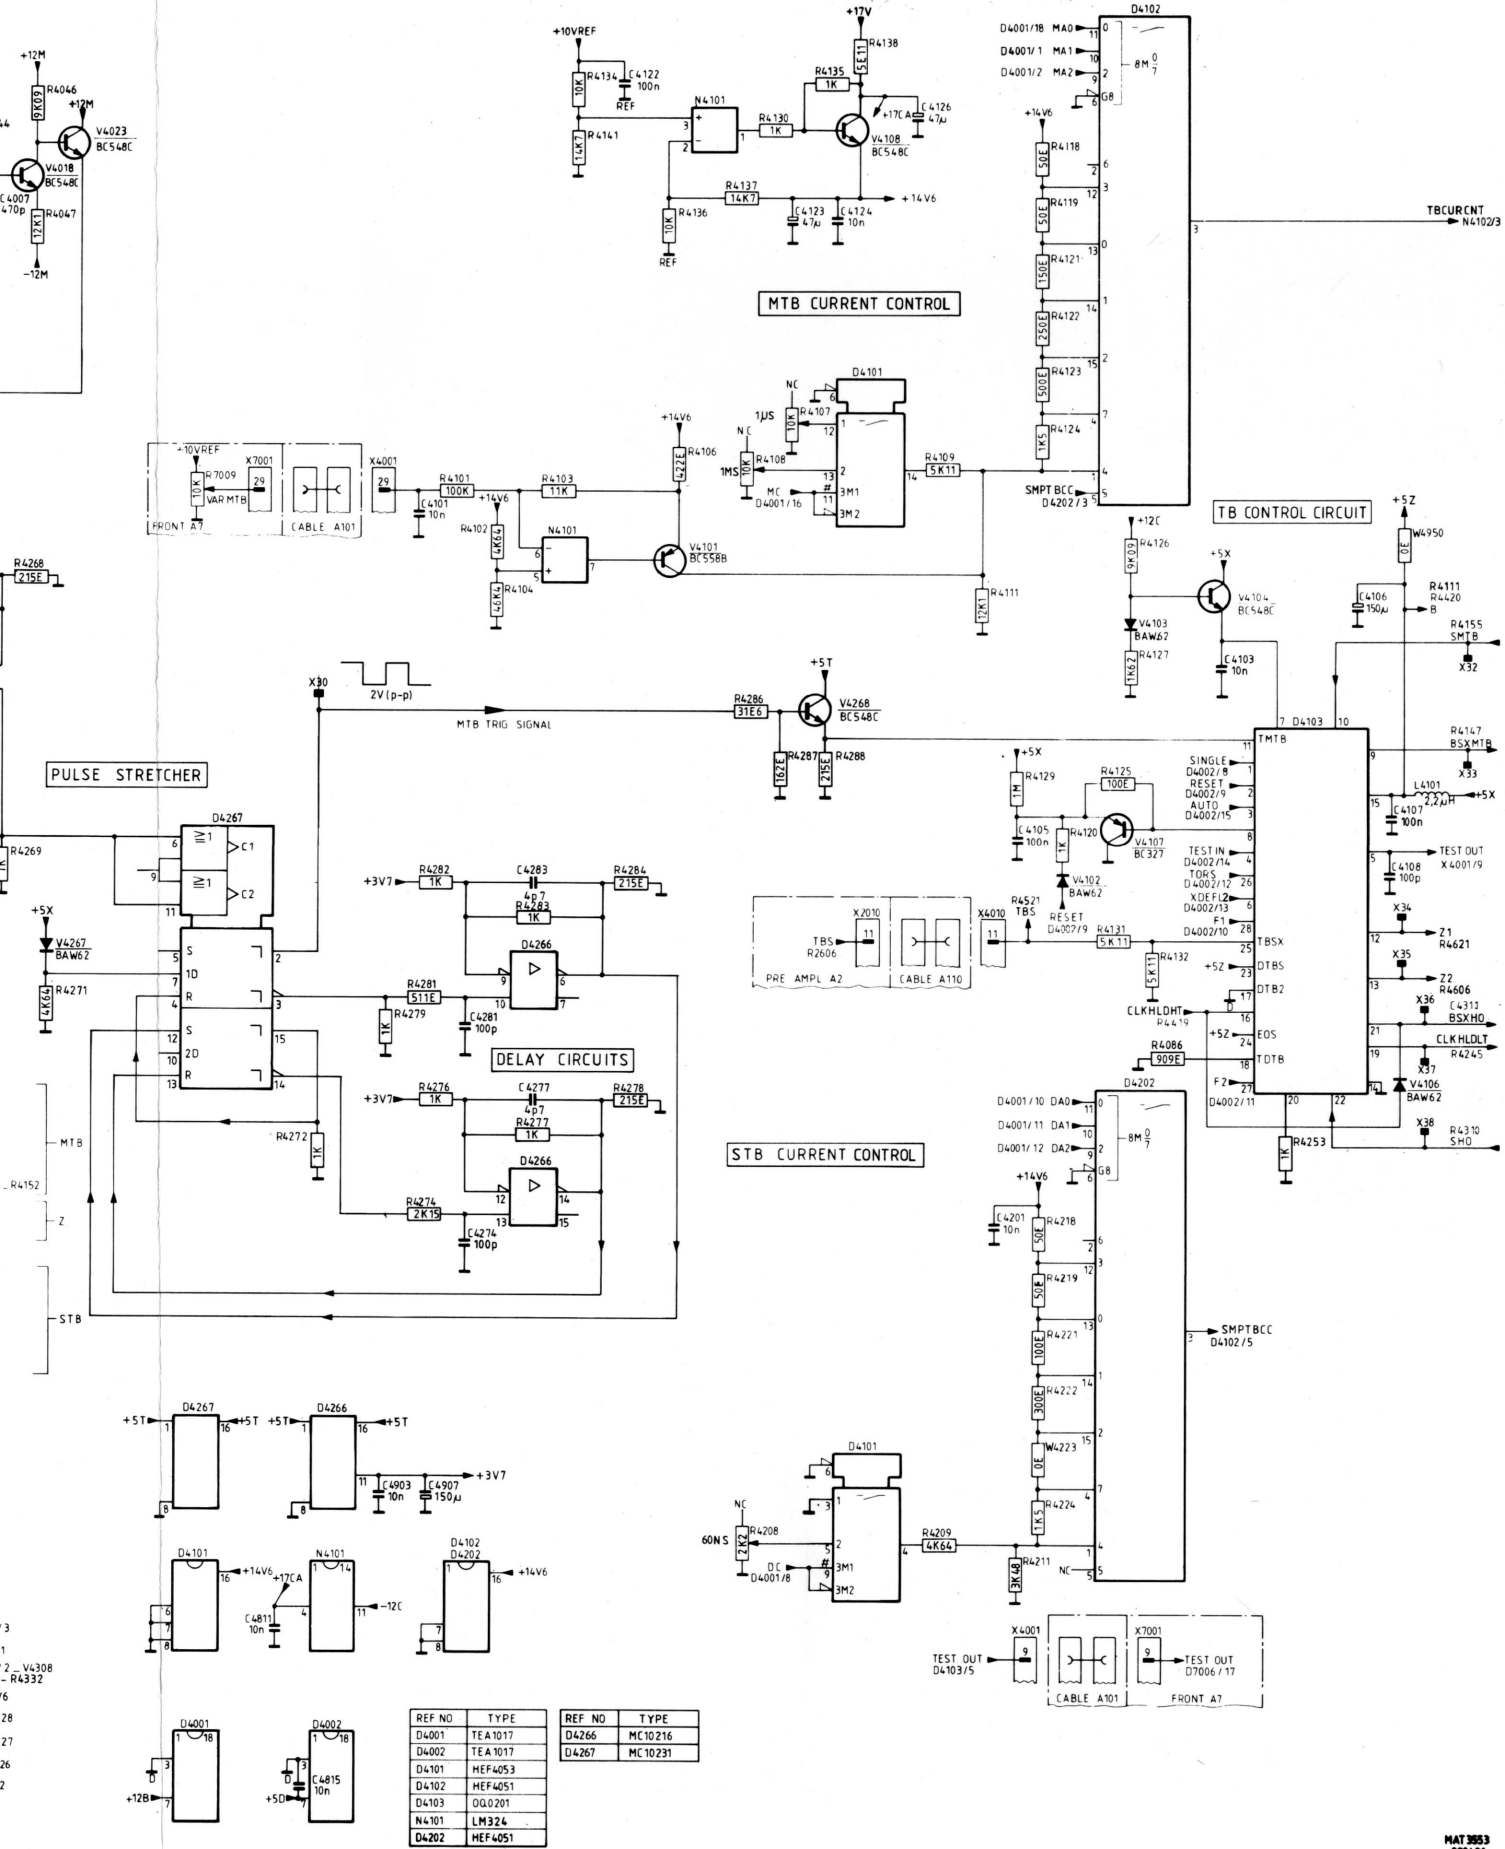 +12M
R4046
9K09
+12M
V4023
BC548C
V4018
BC548C
C4007
470p
R4047
12K1
-12M
+10VREF
R4134
10K
C4122
100n
REF
R4141
14K7
N4101
3
+
2
-
1
R4130
1K
R4135
1K
+17V
R4138
5E11
+17CA
C4126
47µ
V4108
BC548C
R4137
14K7
R4136
10K
REF
C4123
47µ
C4124
10n
+14V6
MTB CURRENT CONTROL
D4102
D4001/18 MA0
D4001/1 MA1
D4001/2 MA2
8M 0/7
G8
+14V6
R4118
50E
R4119
50E
R4121
150E
R4122
250E
R4123
500E
R4124
1K5
SMPTBCC
D4202/3
TBCURCNT
N4102/3
D4101
NC
1µS
R4107
10K
NC
R4108
1MS
10K
MC
D4001/16
3M1
3M2
R4109
5K11
R4111
12K1
+10VREF
R7009
10K
VAR MTB
X7001
29
FRONT A7
CABLE A101
X4001
29
C4101
10n
R4101
100K
+14V6
R4102
4K64
R4103
11K
R4104
46K4
N4101
+14V6
R4106
422E
V4101
BC558B
TB CONTROL CIRCUIT
+12C
R4126
9K09
+5X
V4104
BC548C
V4103
BAW62
R4127
1K62
C4103
10n
+5Z
W4950
0E
C4106
150µ
R4111
R4420
B
R4155
SMTB
X32
R4268
215E
X30
2V(p-p)
MTB TRIG SIGNAL
R4286
31E6
+5T
V4268
BC548C
R4287
162E
R4288
215E
D4103
TMTB
SINGLE
D4002/8
RESET
D4002/9
AUTO
D4002/15
TEST IN
D4002/14
TORS
D4002/12
XDEFL2
D4002/13
F1
D4002/10
TBSX
+5Z
DTBS
DTB2
CLKHLDHT
R4419
+5Z
EOS
TDTB
R4086
909E
F2
D4002/11
R4147
BSXMTB
X33
L4101
2,2µH
+5X
C4107
100n
TEST OUT
X4001/9
C4108
100p
X34
Z1
R4621
X35
Z2
R4606
X36
C4311
BSXHO
CLKHLDLT
R4245
X37
V4106
BAW62
X38
R4310
SHO
R4253
1K
+5X
R4129
1M
C4105
100n
R4120
1K
R4125
100E
V4107
BC327
V4102
BAW62
RESET
D4002/9
R4521
TBS
TBS
R2606
X2010
11
PRE AMPL A2
CABLE A110
X4010
11
R4131
5K11
R4132
5K11
PULSE STRETCHER
D4267
≥1
C1
≥1
C2
S
1D
R
S
2D
R
R4269
1K
+5X
V4267
BAW62
R4271
4K64
R4272
1K
+3V7
R4282
1K
C4283
4p7
R4283
1K
R4284
215E
D4266
R4281
511E
R4279
1K
C4281
100p
DELAY CIRCUITS
+3V7
R4276
1K
C4277
4p7
R4277
1K
R4278
215E
D4266
R4274
2K15
C4274
100p
MTB
R4152
Z
STB
STB CURRENT CONTROL
D4202
D4001/10 DA0
D4001/11 DA1
D4001/12 DA2
8M 0/7
G8
+14V6
C4201
10n
R4218
50E
R4219
50E
R4221
100E
R4222
300E
W4223
0E
R4224
1K5
SMPTBCC
D4102/5
D4101
NC
60NS
R4208
2K2
DC
D4001/8
3M1
3M2
R4209
4K64
R4211
3K48
NC
D4267
+5T
+5T
D4266
+5T
+5T
C4903
10n
C4907
150µ
+3V7
D4101
+14V6
N4101
+17CA
C4811
10n
-12C
D4102
D4202
+14V6
X4001
9
TEST OUT
D4103/5
CABLE A101
X7001
9
TEST OUT
D7006/17
FRONT A7
V4308
R4332
D4001
+12B
D4002
C4815
10n
+5D
REF NO TYPE
D4001 TEA1017
D4002 TEA1017
D4101 HEF4053
D4102 HEF4051
D4103 OQ0201
N4101 LM324
D4202 HEF4051
REF NO TYPE
D4266 MC10216
D4267 MC10231
MAT3553